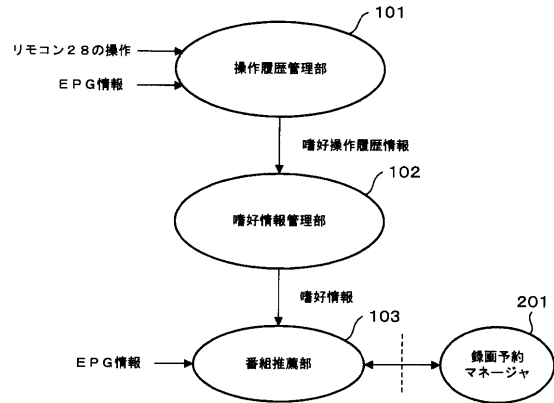 101
リモコン２８の操作
ＥＰＧ情報
操作履歴管理部
嗜好操作履歴情報
102
嗜好情報管理部
嗜好情報
103
201
ＥＰＧ情報
番組推薦部
録画予約
マネージャ